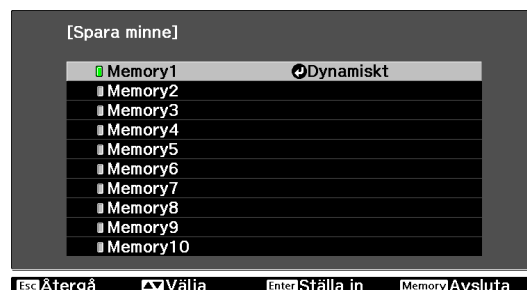 [Spara minne]
Memory1 Dynamiskt
Memory2
Memory3
Memory4
Memory5
Memory6
Memory7
Memory8
Memory9
Memory10
Esc Återgå Välja Enter Ställa in Memory Avsluta